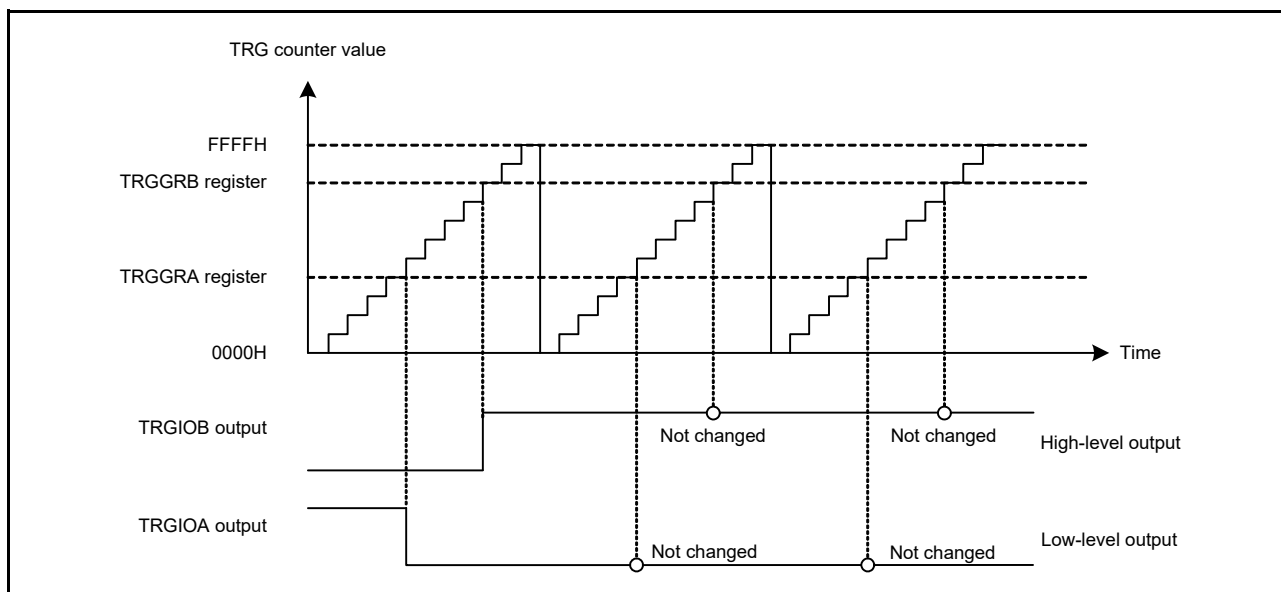 TRG counter value
FFFFH
TRGGRB register
TRGGRA register
0000H
Time
TRGIOB output
Not changed
Not changed
High-level output
TRGIOA output
Not changed
Not changed
Low-level output